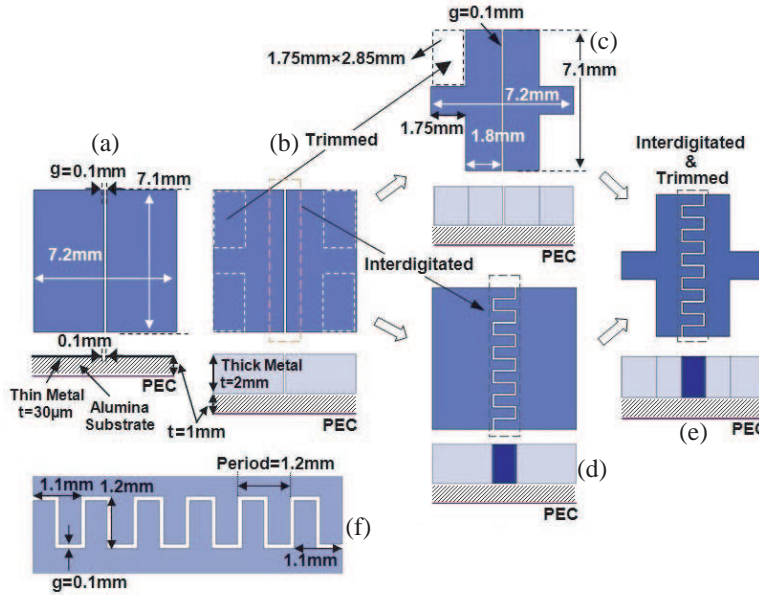 g=0.1mm
(c)
1.75mm×2.85mm
7.1mm
7.2mm
1.75mm
1.8mm
(a)
(b)
Trimmed
Interdigitated
&
Trimmed
g=0.1mm
7.1mm
7.2mm
PEC
Interdigitated
0.1mm
PEC
Thin Metal
t=30µm
Alumina
Substrate
t=1mm
Thick Metal
t=2mm
PEC
PEC
(e)
(d)
PEC
Period=1.2mm
1.1mm
1.2mm
(f)
1.1mm
g=0.1mm